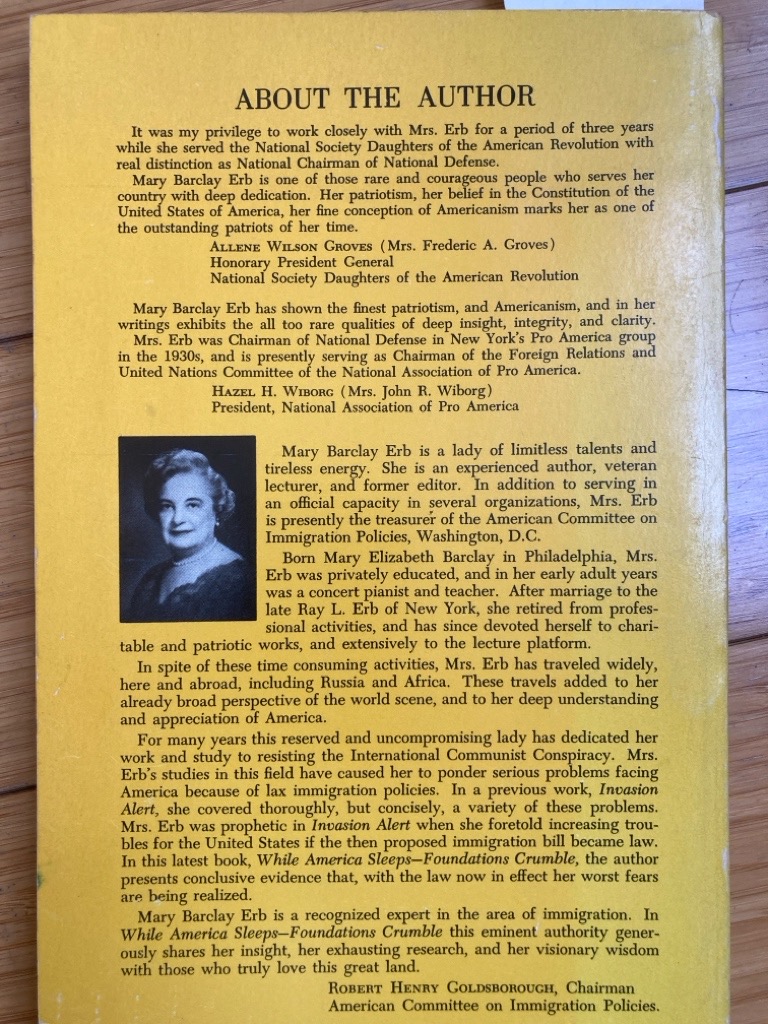 ABOUT THE AUTHOR
It was my privilege to work closely with Mrs. Erb for a period of three years
while she served the National Society Daughters of the American Revolution with
real distinction as National Chairman of National Defense.
Mary Barclay Erb is one of those rare and courageous people who serves her
country with deep dedication. Her patriotism, her belief in the Constitution of the
United States of America, her fine conception of Americanism marks her as one of
the outstanding patriots of her time.
ALLENE WILSON GROVES (Mrs. Frederic A. Groves)
Honorary President General
National Society Daughters of the American Revolution
Mary Barclay Erb has shown the finest patriotism, and Americanism, and in her
writings exhibits the all too rare qualities of deep insight, integrity, and clarity.
Mrs. Erb was Chairman of National Defense in New York's Pro America group
in the 1930s, and is presently serving as Chairman of the Foreign Relations and
United Nations Committee of the National Association of Pro America.
HAZEL H. WIBORG (Mrs. John R. Wiborg)
President, National Association of Pro America
Mary Barclay Erb is a lady of limitless talents and
tireless energy. She is an experienced author, veteran
lecturer, and former editor. In addition to serving in
an official capacity in several organizations, Mrs. Erb
is presently the treasurer of the American Committee on
Immigration Policies, Washington, D.C.
Born Mary Elizabeth Barclay in Philadelphia, Mrs.
Erb was privately educated, and in her early adult years
was a concert pianist and teacher. After marriage to the
late Ray L. Erb of New York, she retired from profes-
sional activities, and has since devoted herself to chari-
table and patriotic works, and extensively to the lecture platform.
In spite of these time consuming activities, Mrs. Erb has traveled widely,
here and abroad, including Russia and Africa. These travels added to her
already broad perspective of the world scene, and to her deep understanding
and appreciation of America.
For many years this reserved and uncompromising lady has dedicated her
work and study to resisting the International Communist Conspiracy. Mrs.
Erb's studies in this field have caused her to ponder serious problems facing
America because of lax immigration policies. In a previous work, Invasion
Alert, she covered thoroughly, but concisely, a variety of these problems.
Mrs. Erb was prophetic in Invasion Alert when she foretold increasing trou-
bles for the United States if the then proposed immigration bill became law.
In this latest book, While America Sleeps—Foundations Crumble, the author
presents conclusive evidence that, with the law now in effect her worst fears
are being realized.
Mary Barclay Erb is a recognized expert in the area of immigration. In
While America Sleeps—Foundations Crumble this eminent authority gener-
ously shares her insight, her exhausting research, and her visionary wisdom
with those who truly love this great land.
ROBERT HENRY GOLDSBOROUGH, Chairman
American Committee on Immigration Policies.